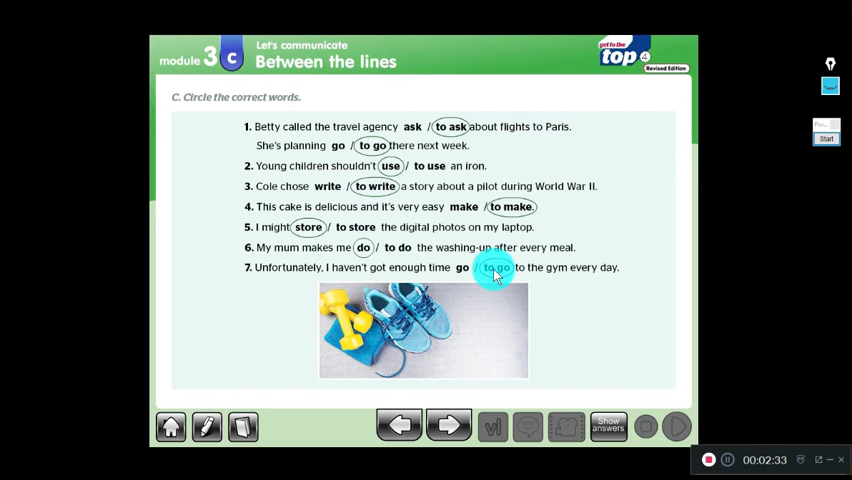 module 3 c
Let's communicate
Between the lines
get to the
top 4
Revised Edition
C. Circle the correct words.
1. Betty called the travel agency ask / to ask about flights to Paris.
She's planning go / to go there next week.
2. Young children shouldn't use / to use an iron.
3. Cole chose write / to write a story about a pilot during World War II.
4. This cake is delicious and it's very easy make / to make.
5. I might store / to store the digital photos on my laptop.
6. My mum makes me do / to do the washing-up after every meal.
7. Unfortunately, I haven't got enough time go / to go to the gym every day.
Show
answers
Start
00:02:33